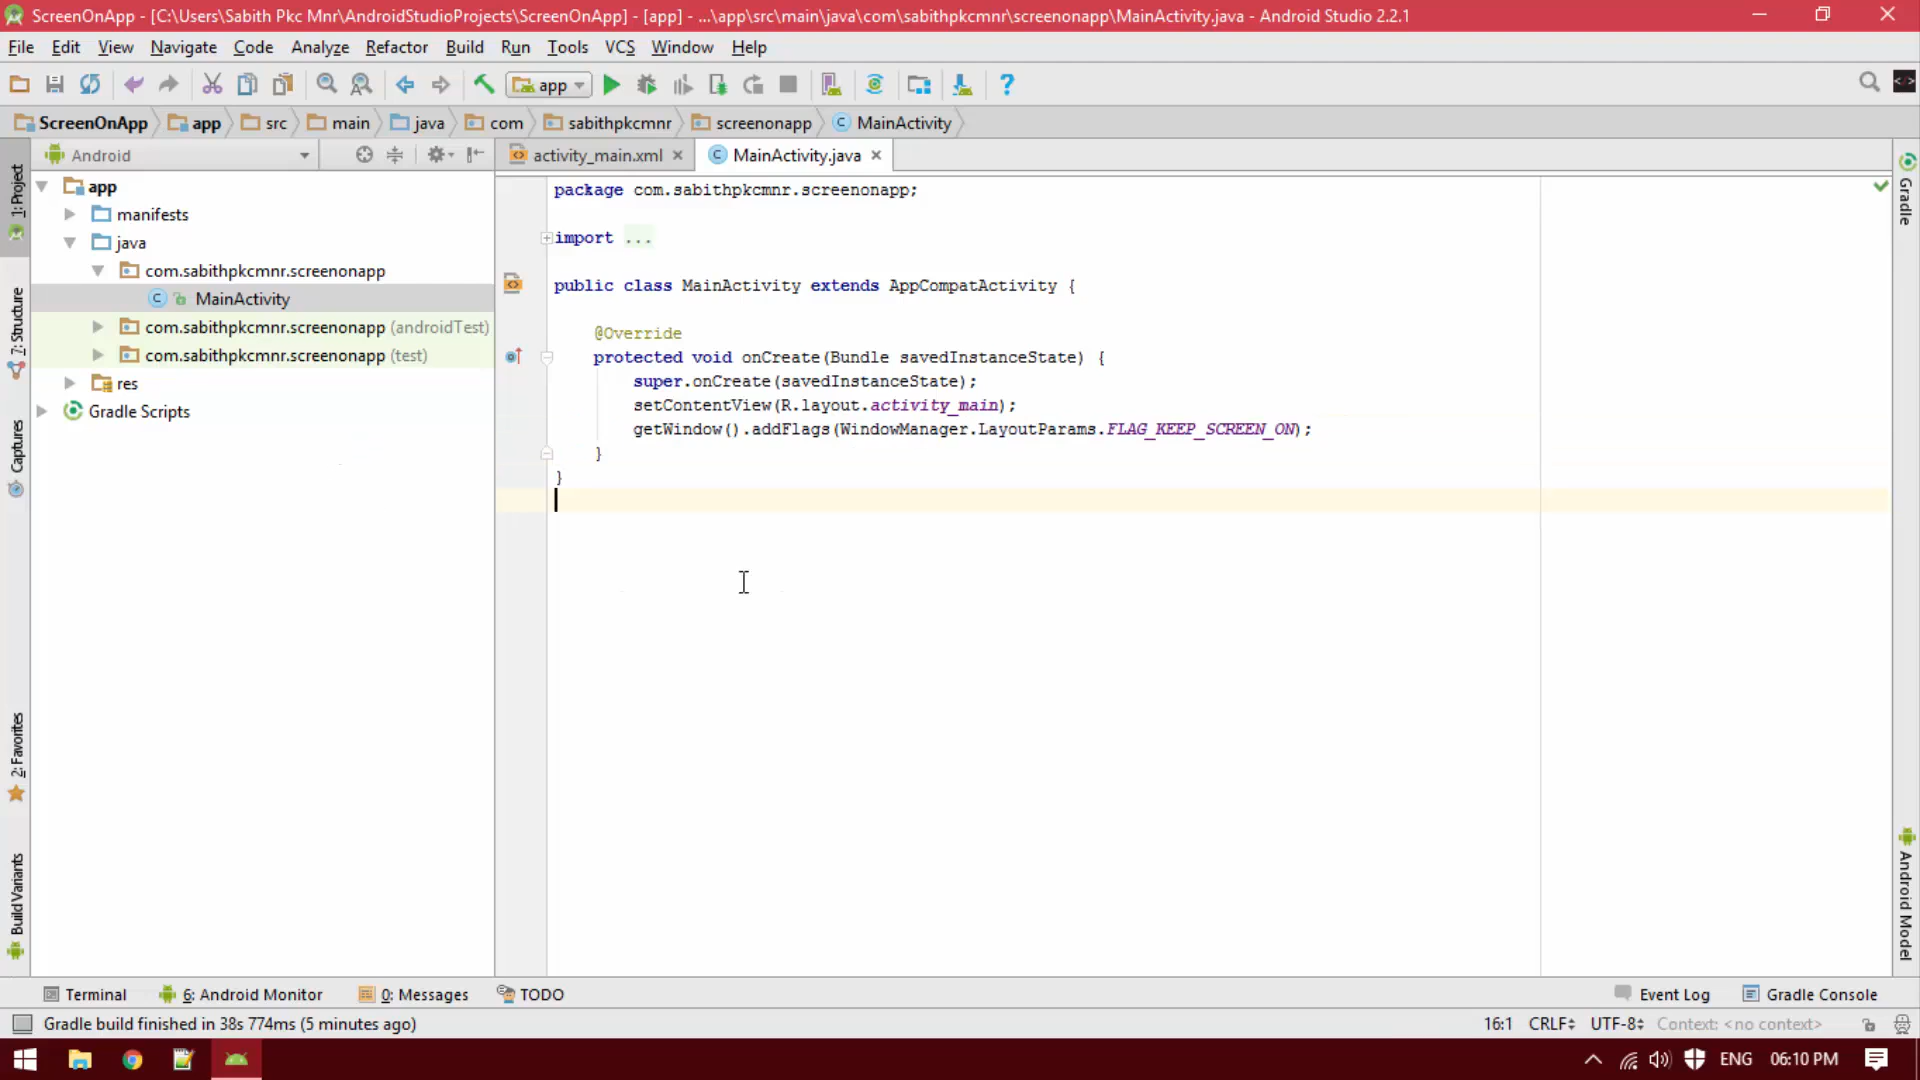 ScreenOnApp - [C:\Users\Sabith Pkc Mnr\AndroidStudioProjects\ScreenOnApp] - [app] - ...\app\src\main\java\com\sabithpkcmnr\screenonapp\MainActivity.java - Android Studio 2.2.1
File Edit View Navigate Code Analyze Refactor Build Run Tools VCS Window Help
app
ScreenOnApp app src main java com sabithpkcmnr screenonapp MainActivity
Android
activity_main.xml MainActivity.java
1: Project
7: Structure
Captures
2: Favorites
Build Variants
app
manifests
java
com.sabithpkcmnr.screenonapp
MainActivity
com.sabithpkcmnr.screenonapp (androidTest)
com.sabithpkcmnr.screenonapp (test)
res
Gradle Scripts
package com.sabithpkcmnr.screenonapp;
import ...
public class MainActivity extends AppCompatActivity {
@Override
protected void onCreate(Bundle savedInstanceState) {
super.onCreate(savedInstanceState);
setContentView(R.layout.activity_main);
getWindow().addFlags(WindowManager.LayoutParams.FLAG_KEEP_SCREEN_ON);
}
}
Gradle
Android Model
Terminal 6: Android Monitor 0: Messages TODO Event Log Gradle Console
Gradle build finished in 38s 774ms (5 minutes ago) 16:1 CRLF UTF-8 Context: <no context>
ENG 06:10 PM